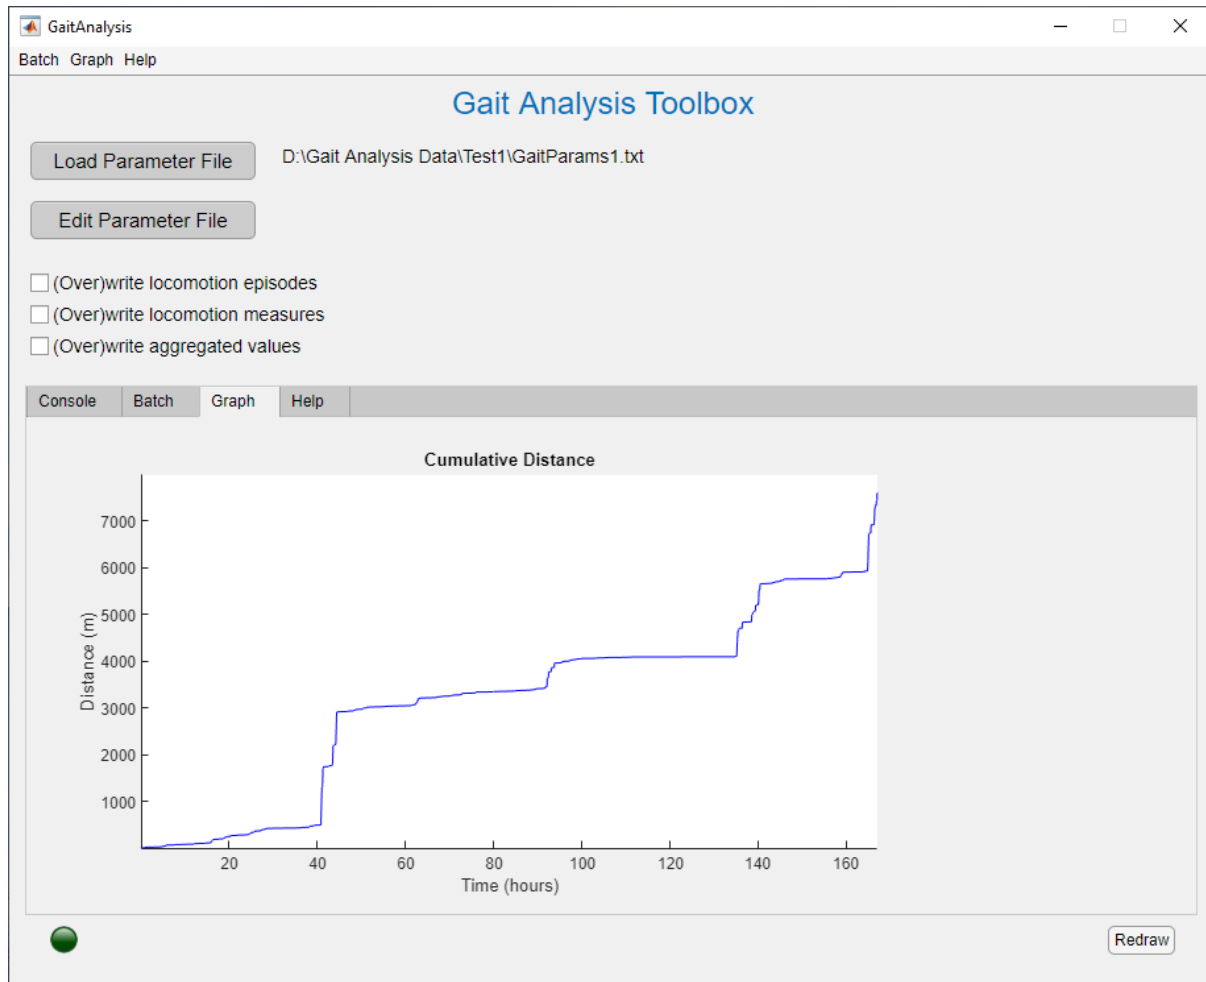 GaitAnalysis
Batch Graph Help
Gait Analysis Toolbox
Load Parameter File D:\Gait Analysis Data\Test1\GaitParams1.txt
Edit Parameter File
(Over)write locomotion episodes
(Over)write locomotion measures
(Over)write aggregated values
Console Batch Graph Help
Cumulative Distance
7000
6000
5000
4000
3000
2000
1000
Distance (m)
20 40 60 80 100 120 140 160
Time (hours)
Redraw